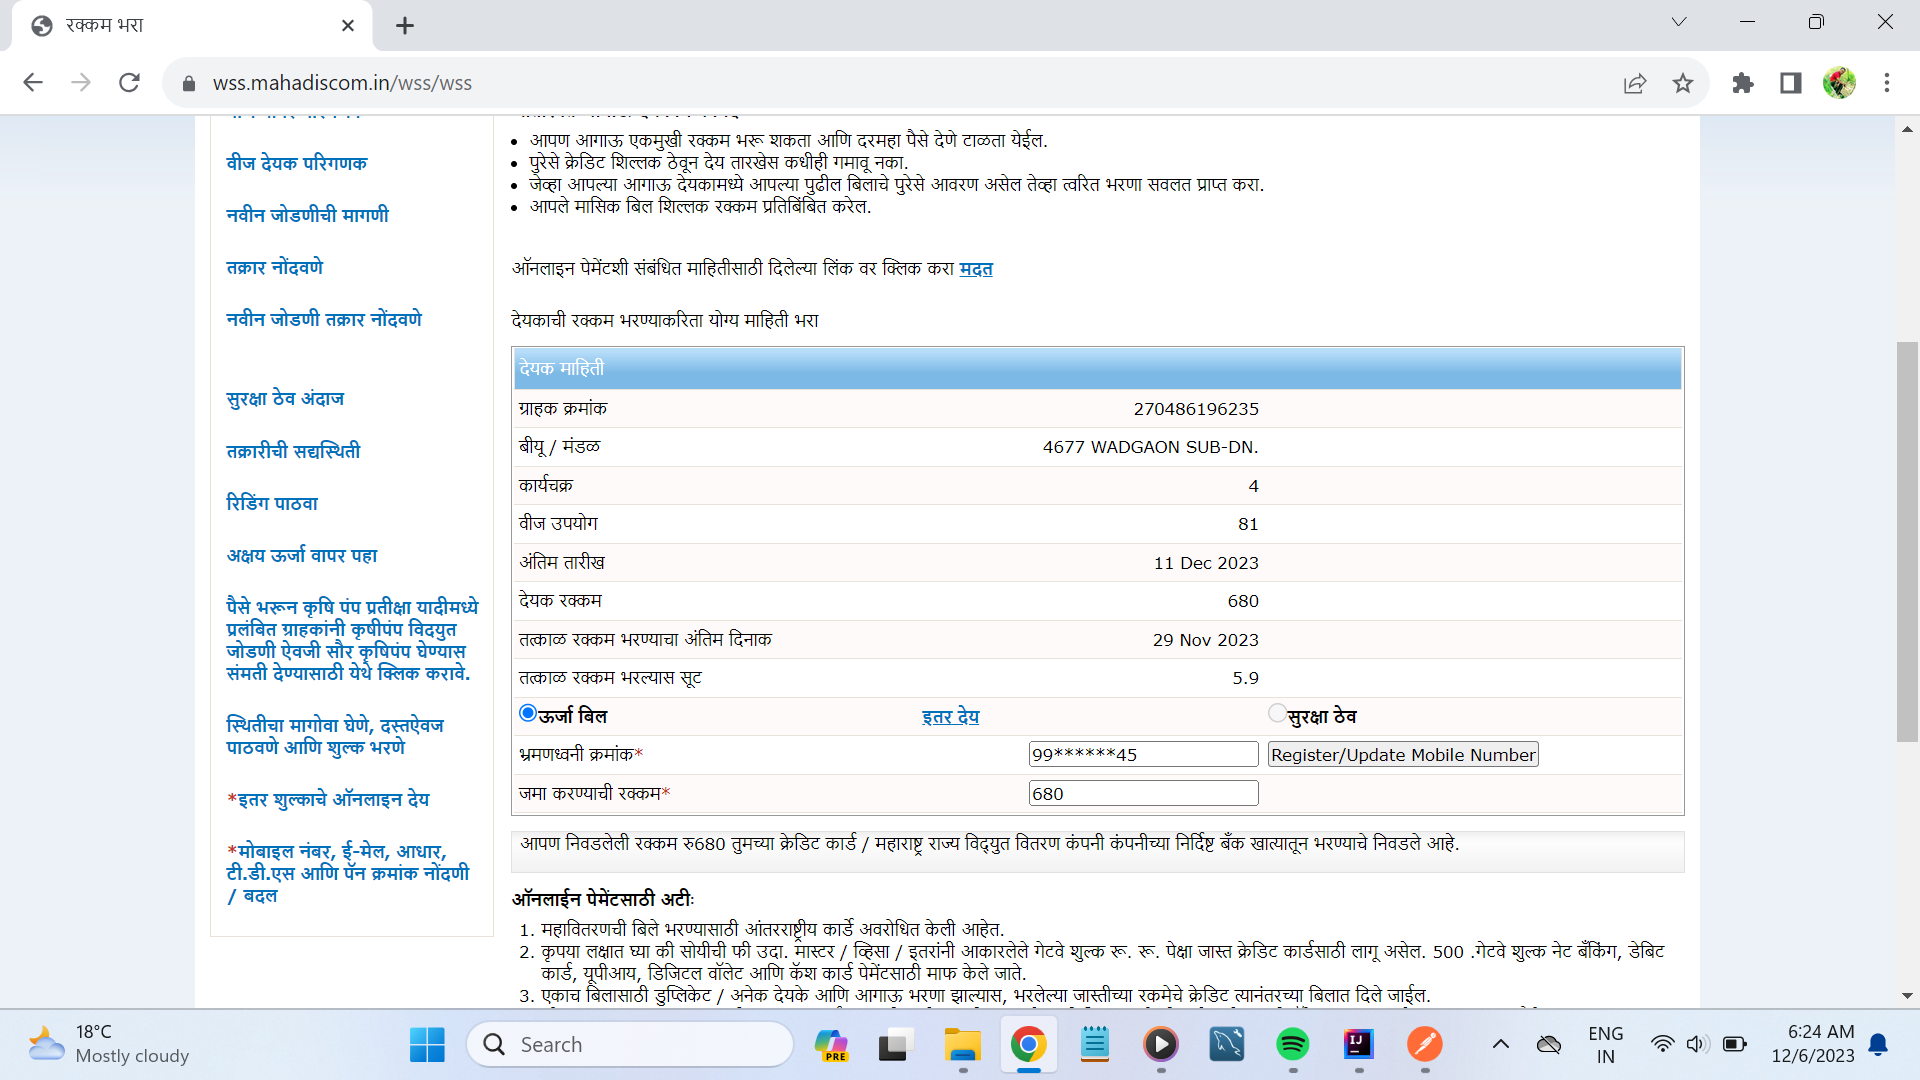 रक्कम भरा
wss.mahadiscom.in/wss/wss
वीज देयक परिगणक
नवीन जोडणीची मागणी
तक्रार नोंदवणे
नवीन जोडणी तक्रार नोंदवणे
सुरक्षा ठेव अंदाज
तक्रारीची सद्यस्थिती
रिडिंग पाठवा
अक्षय ऊर्जा वापर पहा
पैसे भरून कृषि पंप प्रतीक्षा यादीमध्ये
प्रलंबित ग्राहकांनी कृषीपंप विदयुत
जोडणी ऐवजी सौर कृषिपंप घेण्यास
संमती देण्यासाठी येथे क्लिक करावे.
स्थितीचा मागोवा घेणे, दस्तऐवज
पाठवणे आणि शुल्क भरणे
*इतर शुल्काचे ऑनलाइन देय
*मोबाइल नंबर, ई-मेल, आधार,
टी.डी.एस आणि पॅन क्रमांक नोंदणी
/ बदल
• आपण आगाऊ एकमुखी रक्कम भरू शकता आणि दरमहा पैसे देणे टाळता येईल.
• पुरेसे क्रेडिट शिल्लक ठेवून देय तारखेस कधीही गमावू नका.
• जेव्हा आपल्या आगाऊ देयकामध्ये आपल्या पुढील बिलाचे पुरेसे आवरण असेल तेव्हा त्वरित भरणा सवलत प्राप्त करा.
• आपले मासिक बिल शिल्लक रक्कम प्रतिबिंबित करेल.
ऑनलाइन पेमेंटशी संबंधित माहितीसाठी दिलेल्या लिंक वर क्लिक करा मदत
देयकाची रक्कम भरण्याकरिता योग्य माहिती भरा
देयक माहिती
ग्राहक क्रमांक 270486196235
बीयू / मंडळ 4677 WADGAON SUB-DN.
कार्यचक्र 4
वीज उपयोग 81
अंतिम तारीख 11 Dec 2023
देयक रक्कम 680
तत्काळ रक्कम भरण्याचा अंतिम दिनाक 29 Nov 2023
तत्काळ रक्कम भरल्यास सूट 5.9
ऊर्जा बिल इतर देय सुरक्षा ठेव
भ्रमणध्वनी क्रमांक* 99******45 Register/Update Mobile Number
जमा करण्याची रक्कम* 680
आपण निवडलेली रक्कम रु680 तुमच्या क्रेडिट कार्ड / महाराष्ट्र राज्य विद्युत वितरण कंपनी कंपनीच्या निर्दिष्ट बँक खात्यातून भरण्याचे निवडले आहे.
ऑनलाईन पेमेंटसाठी अटीः
1. महावितरणची बिले भरण्यासाठी आंतरराष्ट्रीय कार्डे अवरोधित केली आहेत.
2. कृपया लक्षात घ्या की सोयीची फी उदा. मास्टर / व्हिसा / इतरांनी आकारलेले गेटवे शुल्क रू. रू. पेक्षा जास्त क्रेडिट कार्डसाठी लागू असेल. 500 .गेटवे शुल्क नेट बँकिंग, डेबिट
कार्ड, यूपीआय, डिजिटल वॉलेट आणि कॅश कार्ड पेमेंटसाठी माफ केले जाते.
3. एकाच बिलासाठी डुप्लिकेट / अनेक देयके आणि आगाऊ भरणा झाल्यास, भरलेल्या जास्तीच्या रकमेचे क्रेडिट त्यानंतरच्या बिलात दिले जाईल.
18°C
Mostly cloudy
Search
PRE
IJ
ENG
IN
6:24 AM
12/6/2023